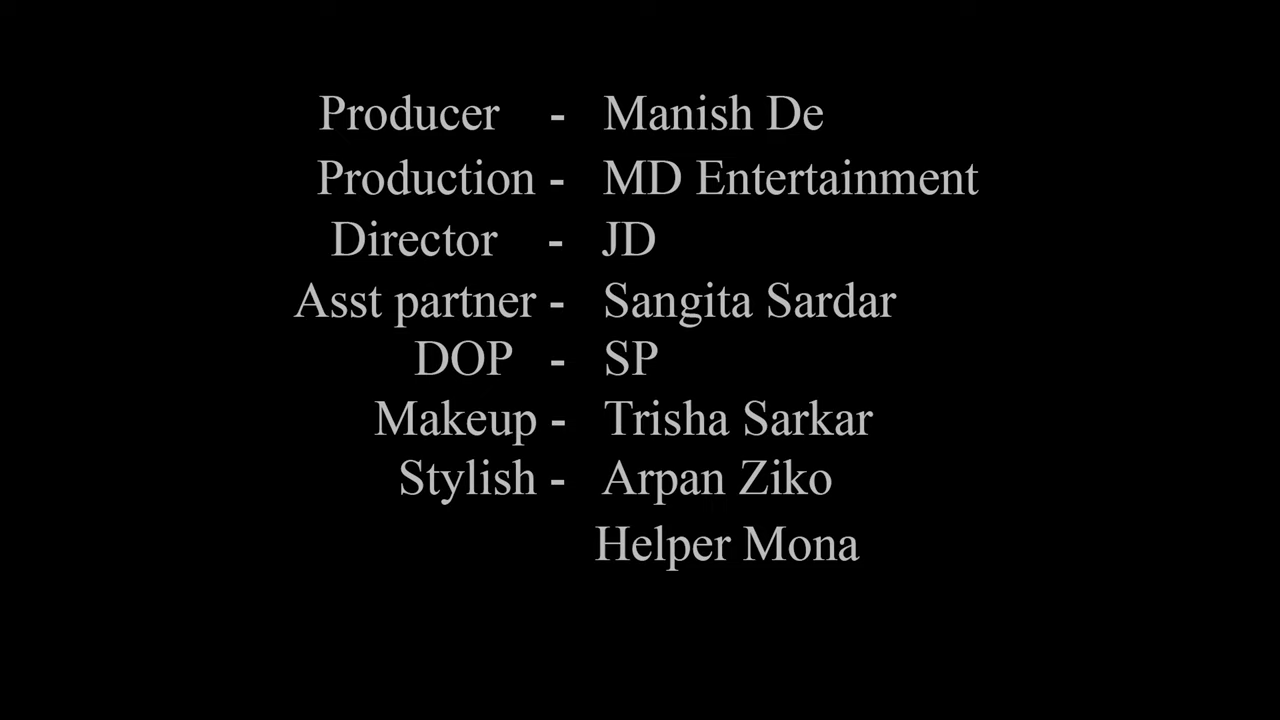 Producer - Manish De
Production - MD Entertainment
Director - JD
Asst partner - Sangita Sardar
DOP - SP
Makeup - Trisha Sarkar
Stylish - Arpan Ziko
Helper Mona